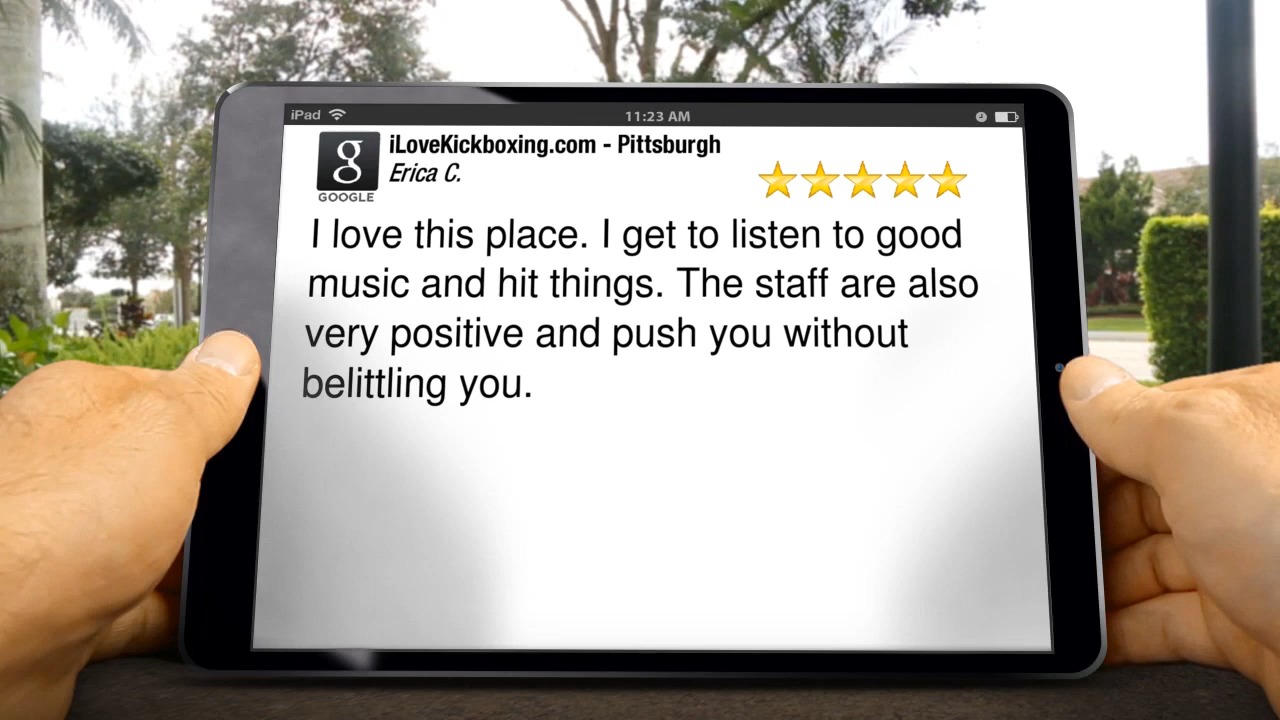 iPad 11:23 AM
g iLoveKickboxing.com - Pittsburgh
Erica C.
GOOGLE
I love this place. I get to listen to good
music and hit things. The staff are also
very positive and push you without
belittling you.